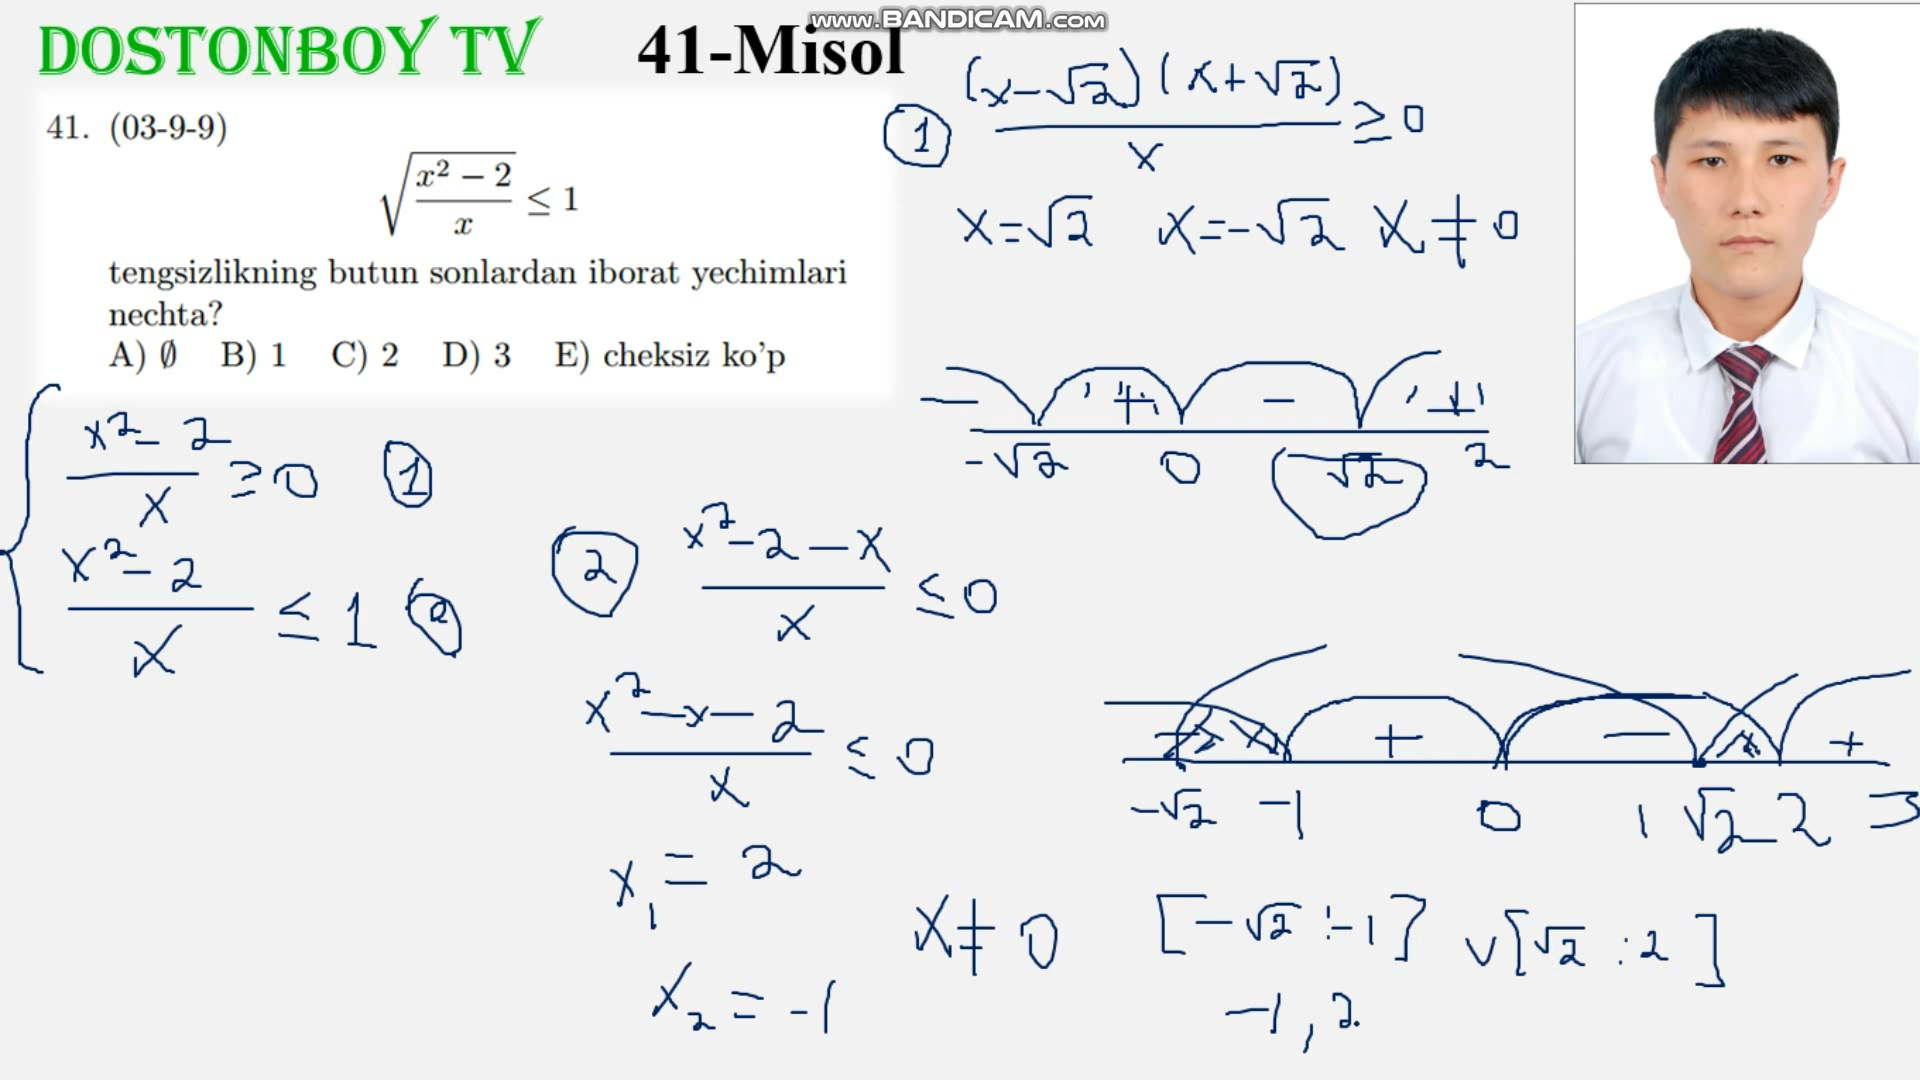 www.BANDICAM.com
DOSTONBOY TV
41-Misol
41. (03-9-9)
√((x² − 2)/x) ≤ 1
tengsizlikning butun sonlardan iborat yechimlari
nechta?
A) ∅ B) 1 C) 2 D) 3 E) cheksiz ko'p
(x² − 2)/x ≥ 0 ①
(x² − 2)/x ≤ 1 ②
① ((x−√2)(x+√2))/x ≥ 0
x=√2 x=−√2 x≠0
− + − +
−√2 0 √2 2
② (x²−2−x)/x ≤ 0
(x²−x−2)/x ≤ 0
x₁ = 2
x₂ = −1
x≠0
+ − +
−√2 −1 0 1 √2 2 3
[−√2 : −1] ∨ [√2 : 2]
−1, 2.